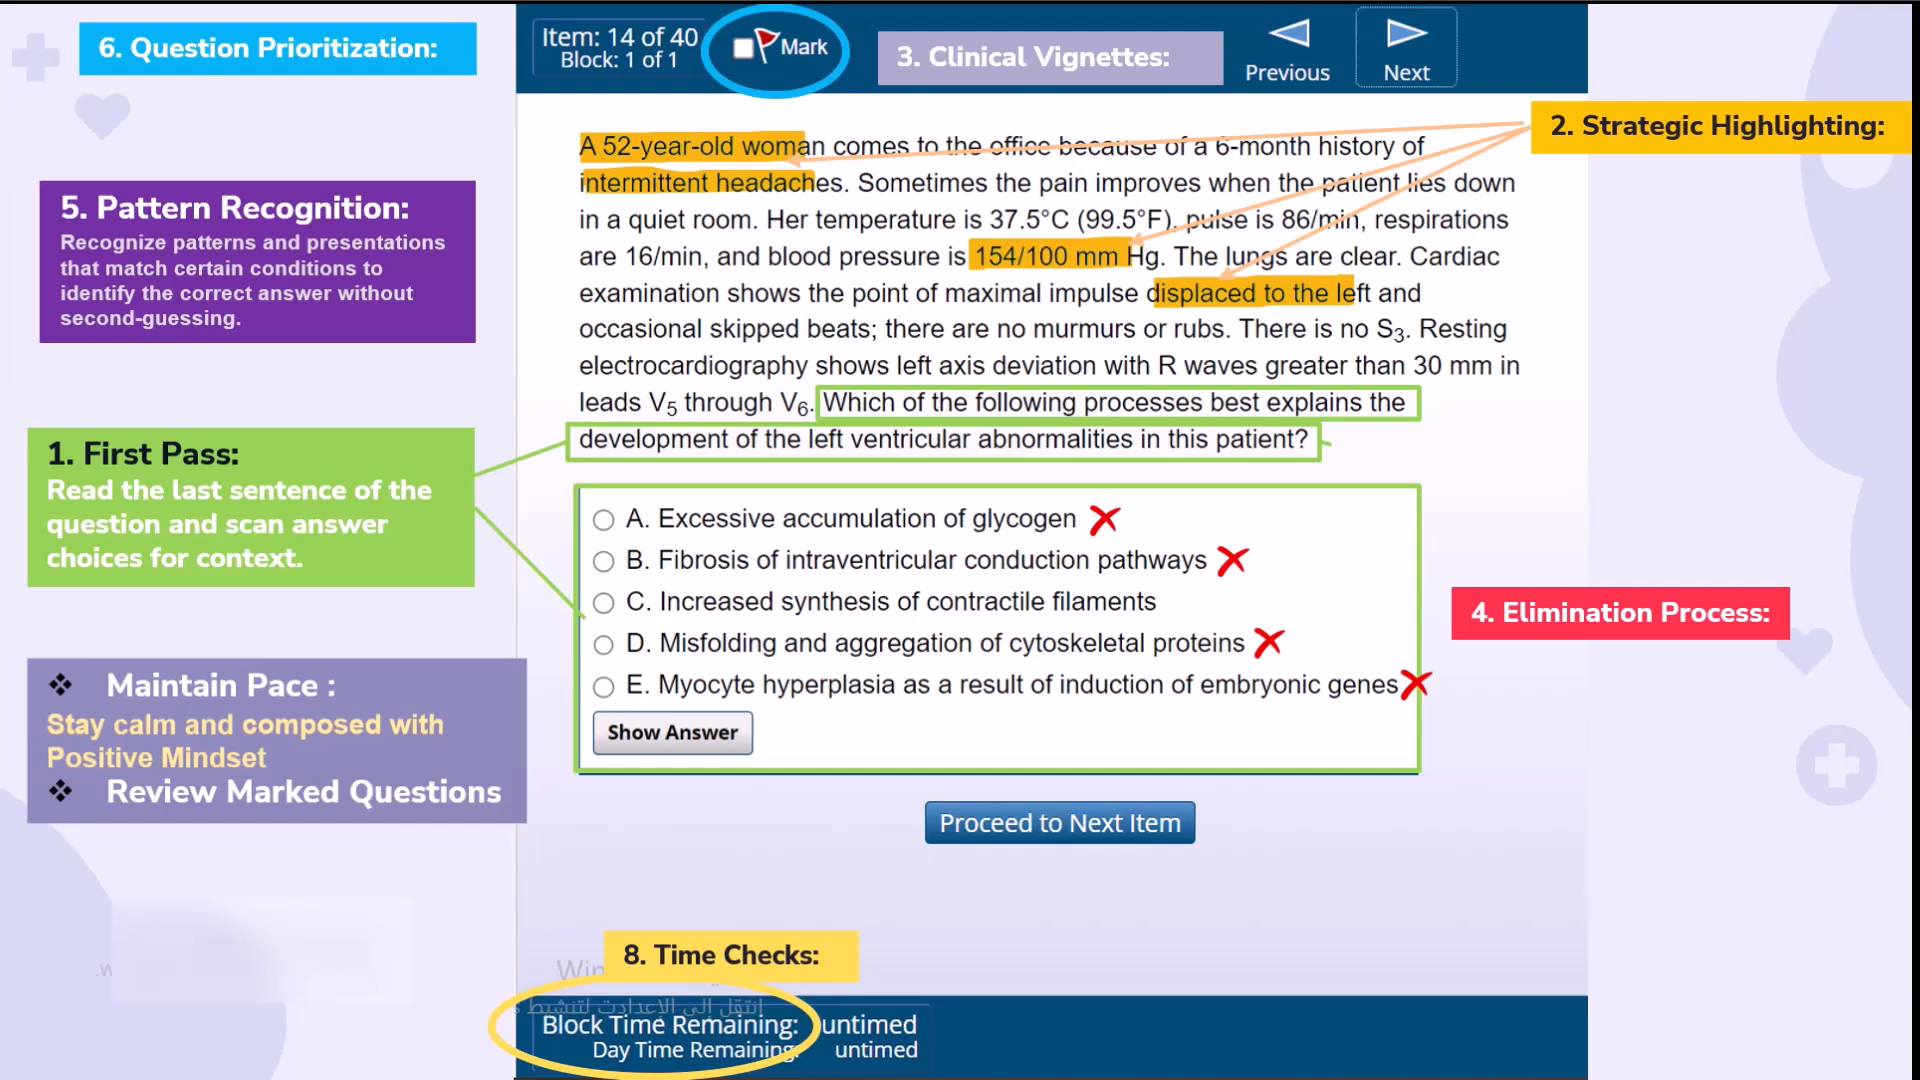 6. Question Prioritization:
Item: 14 of 40
Block: 1 of 1
Mark
3. Clinical Vignettes:
Previous
Next
2. Strategic Highlighting:
A 52-year-old woman comes to the office because of a 6-month history of
intermittent headaches. Sometimes the pain improves when the patient lies down
in a quiet room. Her temperature is 37.5°C (99.5°F), pulse is 86/min, respirations
are 16/min, and blood pressure is 154/100 mm Hg. The lungs are clear. Cardiac
examination shows the point of maximal impulse displaced to the left and
occasional skipped beats; there are no murmurs or rubs. There is no S3. Resting
electrocardiography shows left axis deviation with R waves greater than 30 mm in
leads V5 through V6. Which of the following processes best explains the
development of the left ventricular abnormalities in this patient?
5. Pattern Recognition:
Recognize patterns and presentations
that match certain conditions to
identify the correct answer without
second-guessing.
1. First Pass:
Read the last sentence of the
question and scan answer
choices for context.
A. Excessive accumulation of glycogen
B. Fibrosis of intraventricular conduction pathways
C. Increased synthesis of contractile filaments
D. Misfolding and aggregation of cytoskeletal proteins
E. Myocyte hyperplasia as a result of induction of embryonic genes
Show Answer
4. Elimination Process:
❖ Maintain Pace :
Stay calm and composed with
Positive Mindset
❖ Review Marked Questions
Proceed to Next Item
8. Time Checks:
Win
انتقل إلى الإعدادت لتنشيط
Block Time Remaining: untimed
Day Time Remaining: untimed